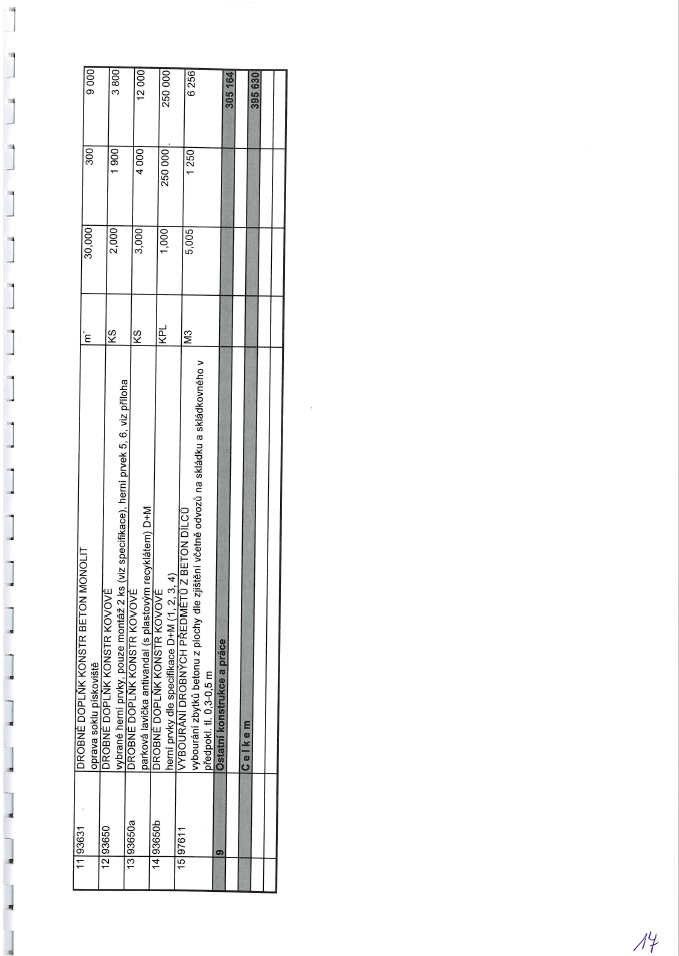 11 93631 DROBNÉ DOPLŇK KONSTR BETON MONOLIT m´ 30,000 300 9 000
oprava soklu pískoviště
12 93650 DROBNÉ DOPLŇK KONSTR KOVOVÉ KS 2,000 1 900 3 800
vybrané herní prvky, pouze montáž 2 ks (viz specifikace), herní prvek 5, 6, viz příloha
13 93650a DROBNÉ DOPLŇK KONSTR KOVOVÉ KS 3,000 4 000 12 000
parková lavička antivandal (s plastovým recyklátem) D+M
14 93650b DROBNÉ DOPLŇK KONSTR KOVOVÉ KPL 1,000 250 000 250 000
herní prvky dle specifikace D+M (1, 2, 3, 4)
15 97611 VYBOURÁNÍ DROBNÝCH PŘEDMĚTŮ Z BETON DÍLCŮ M3 5,005 1 250 6 256
vybourání zbytků betonu z plochy dle zjištění včetně odvozů na skládku a skládkovného v
předpokl. tl. 0,3-0,5 m
9 Ostatní konstrukce a práce
305 164
C e l k e m 395 630
17